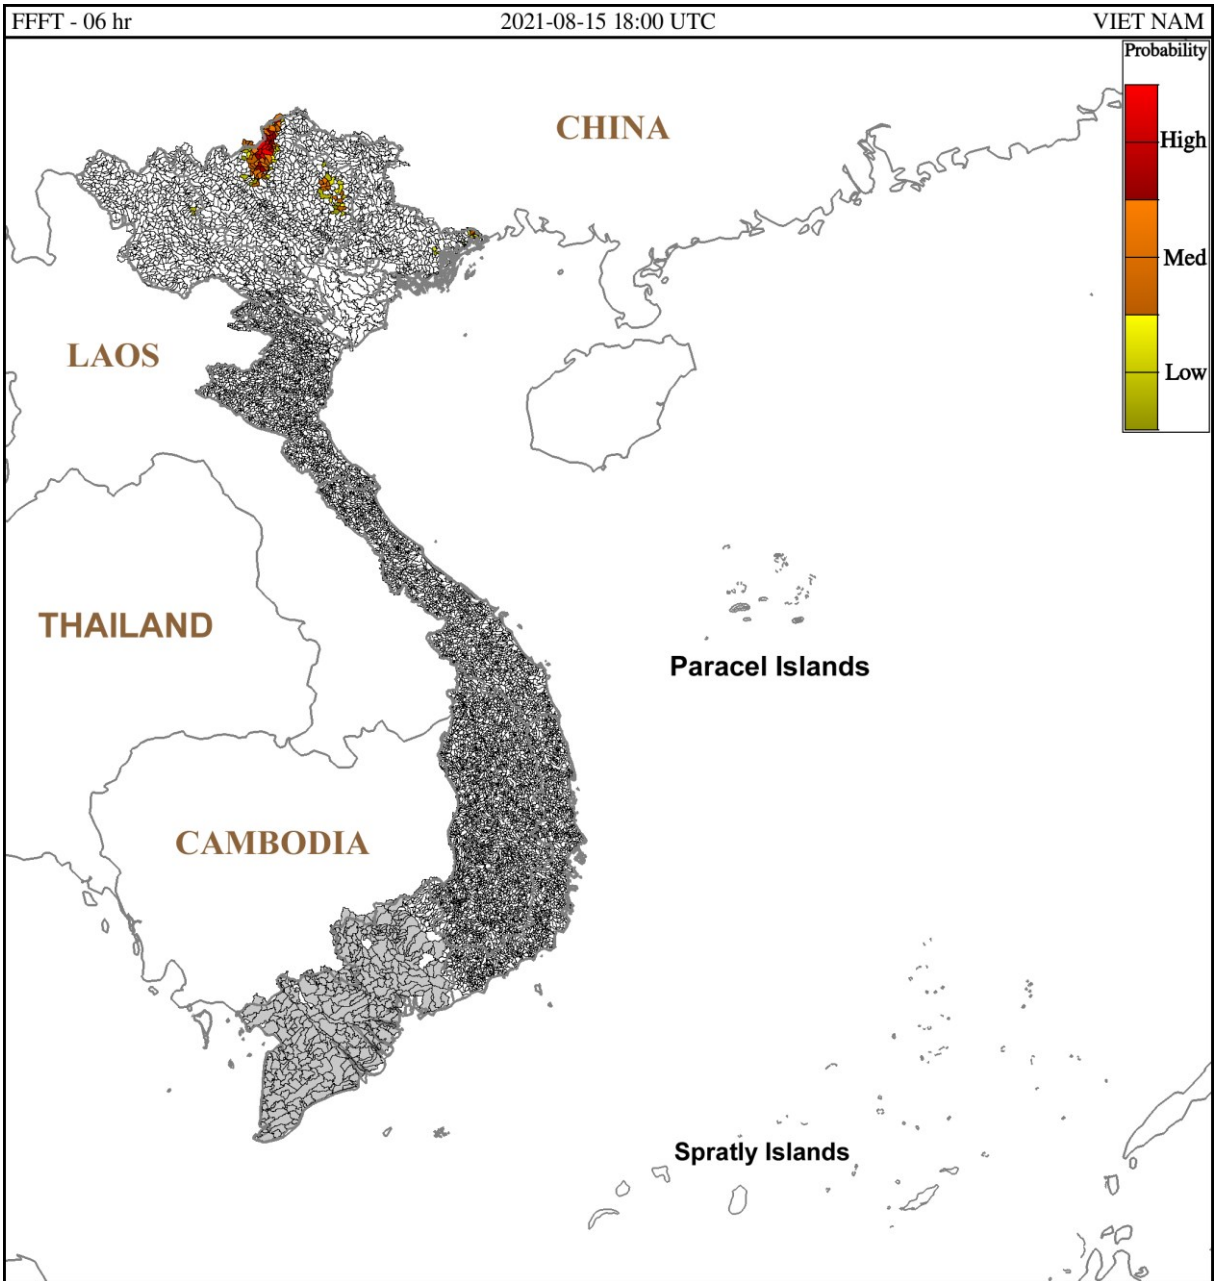 FFFT - 06 hr 2021-08-15 18:00 UTC VIET NAM
Probability
CHINA
High
Med
LAOS
Low
THAILAND
Paracel Islands
CAMBODIA
Spratly Islands